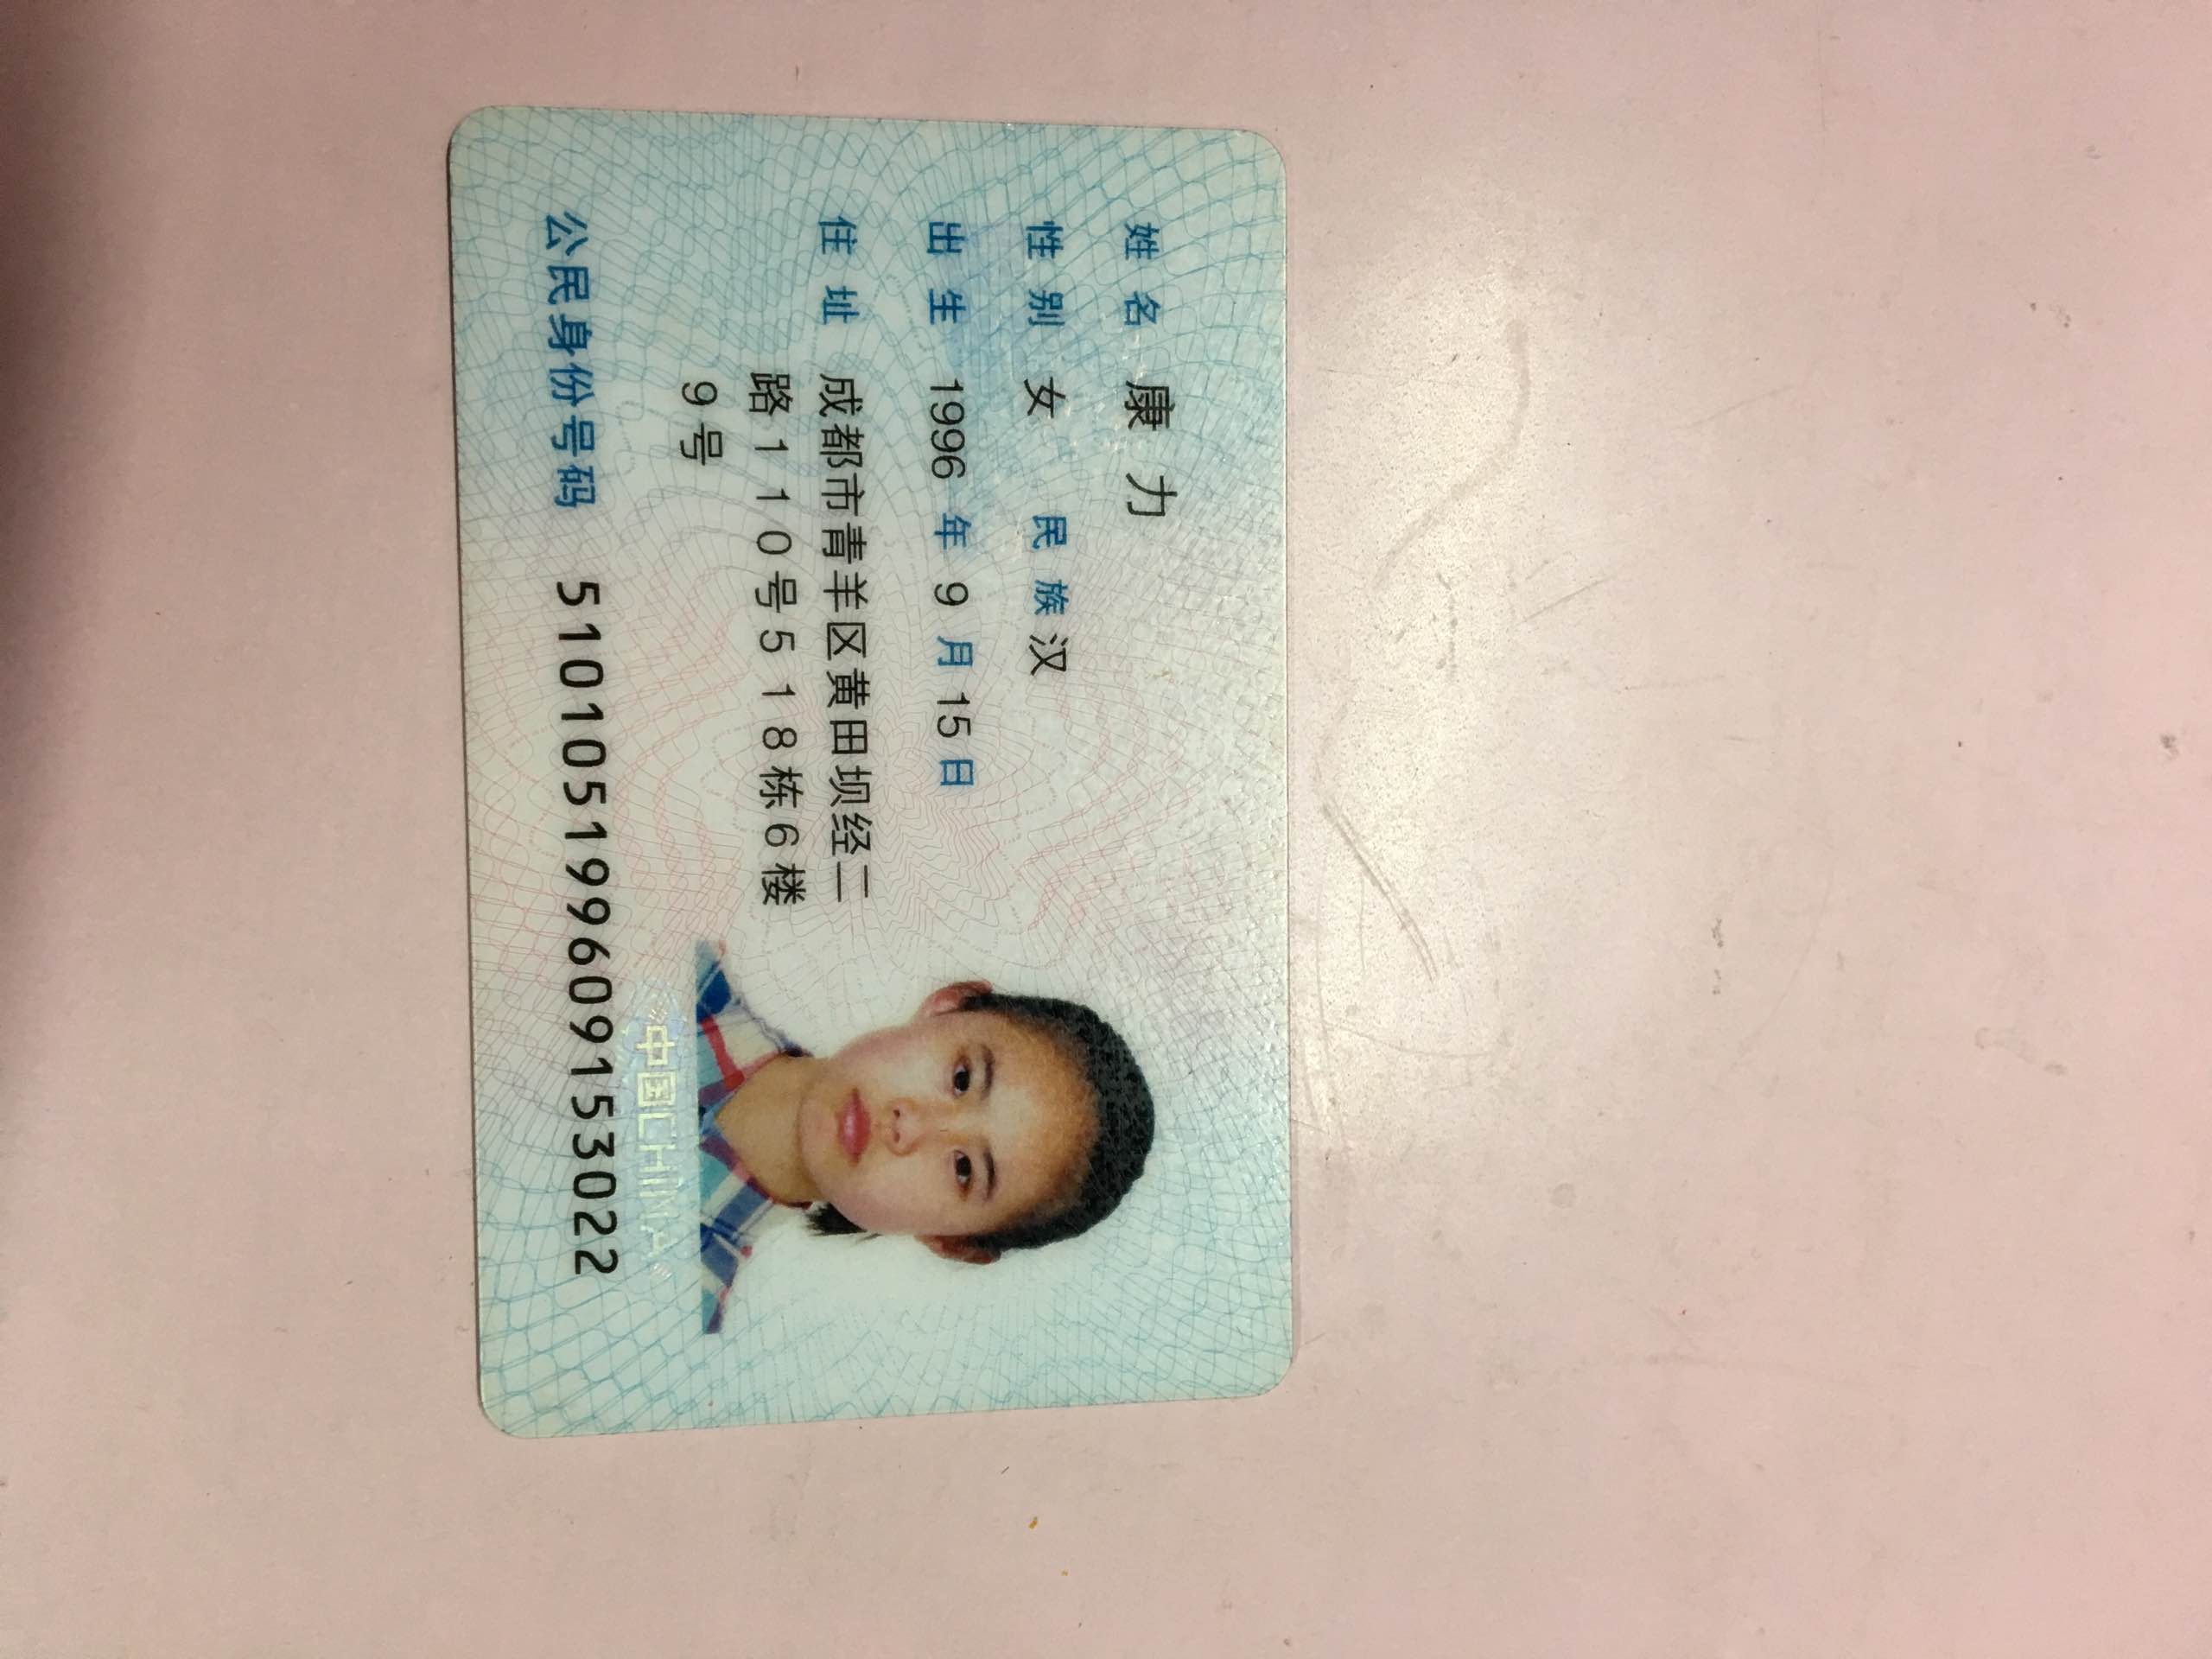 姓名 康力
性别 女 民族 汉
出生 1996 年 9 月 15 日
住址 成都市青羊区黄田坝经二
路110号518栋6楼
9号
中国CHINA
公民身份号码 510105199609153022